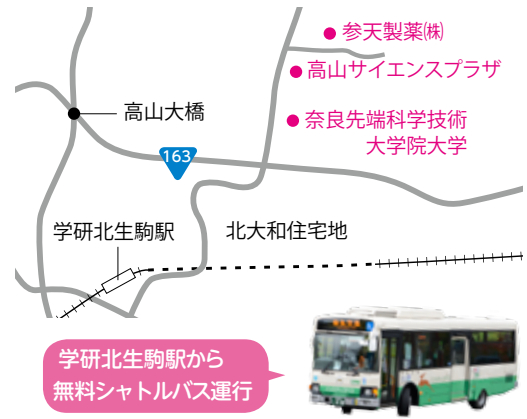 参天製薬㈱
高山サイエンスプラザ
高山大橋
奈良先端科学技術
大学院大学
163
学研北生駒駅
北大和住宅地
学研北生駒駅から
無料シャトルバス運行